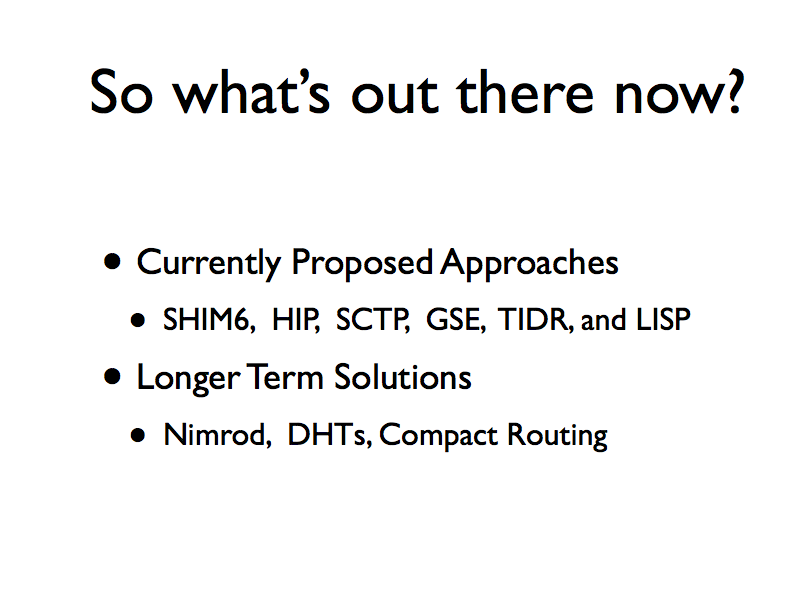 So what’s out there now?
• Currently Proposed Approaches
• SHIM6, HIP, SCTP, GSE, TIDR, and LISP
• Longer Term Solutions
• Nimrod, DHTs, Compact Routing